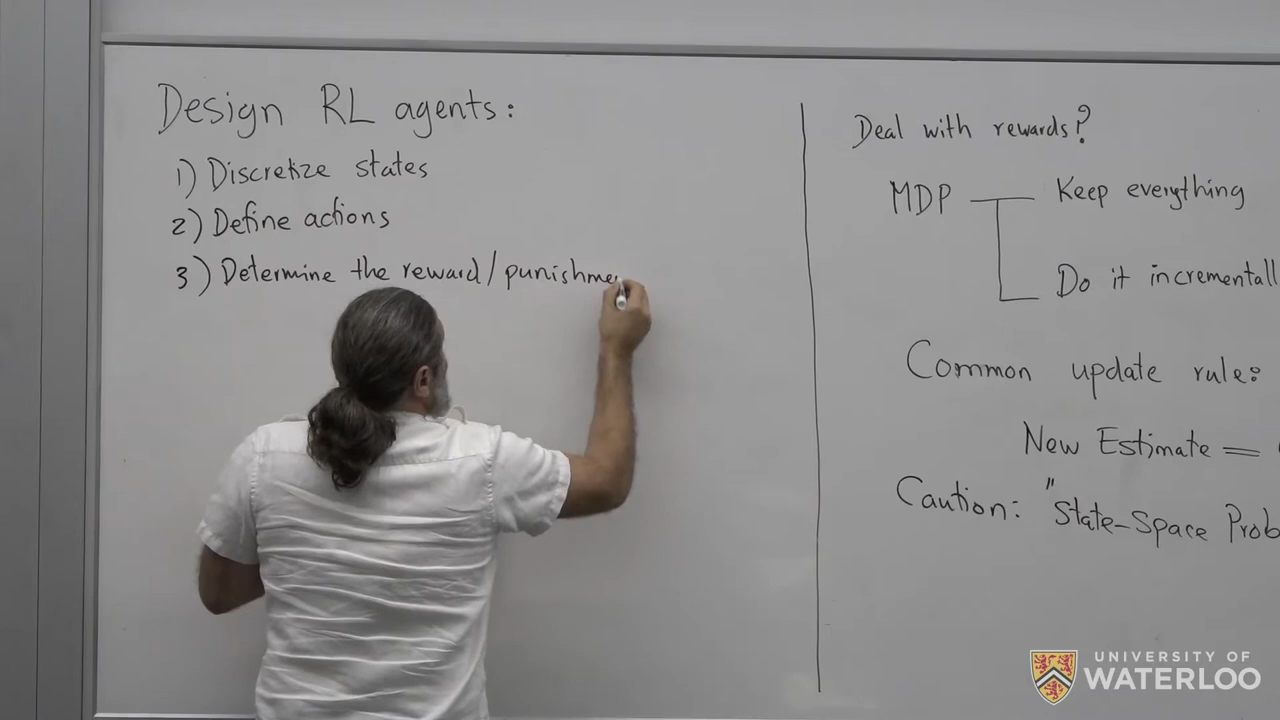 Design RL agents:
1) Discretize states
2) Define actions
3) Determine the reward/punishme
Deal with rewards?
MDP
Keep everything
Do it incrementall
Common update rule:
New Estimate =
Caution: "State-Space Prob
UNIVERSITY OF
WATERLOO